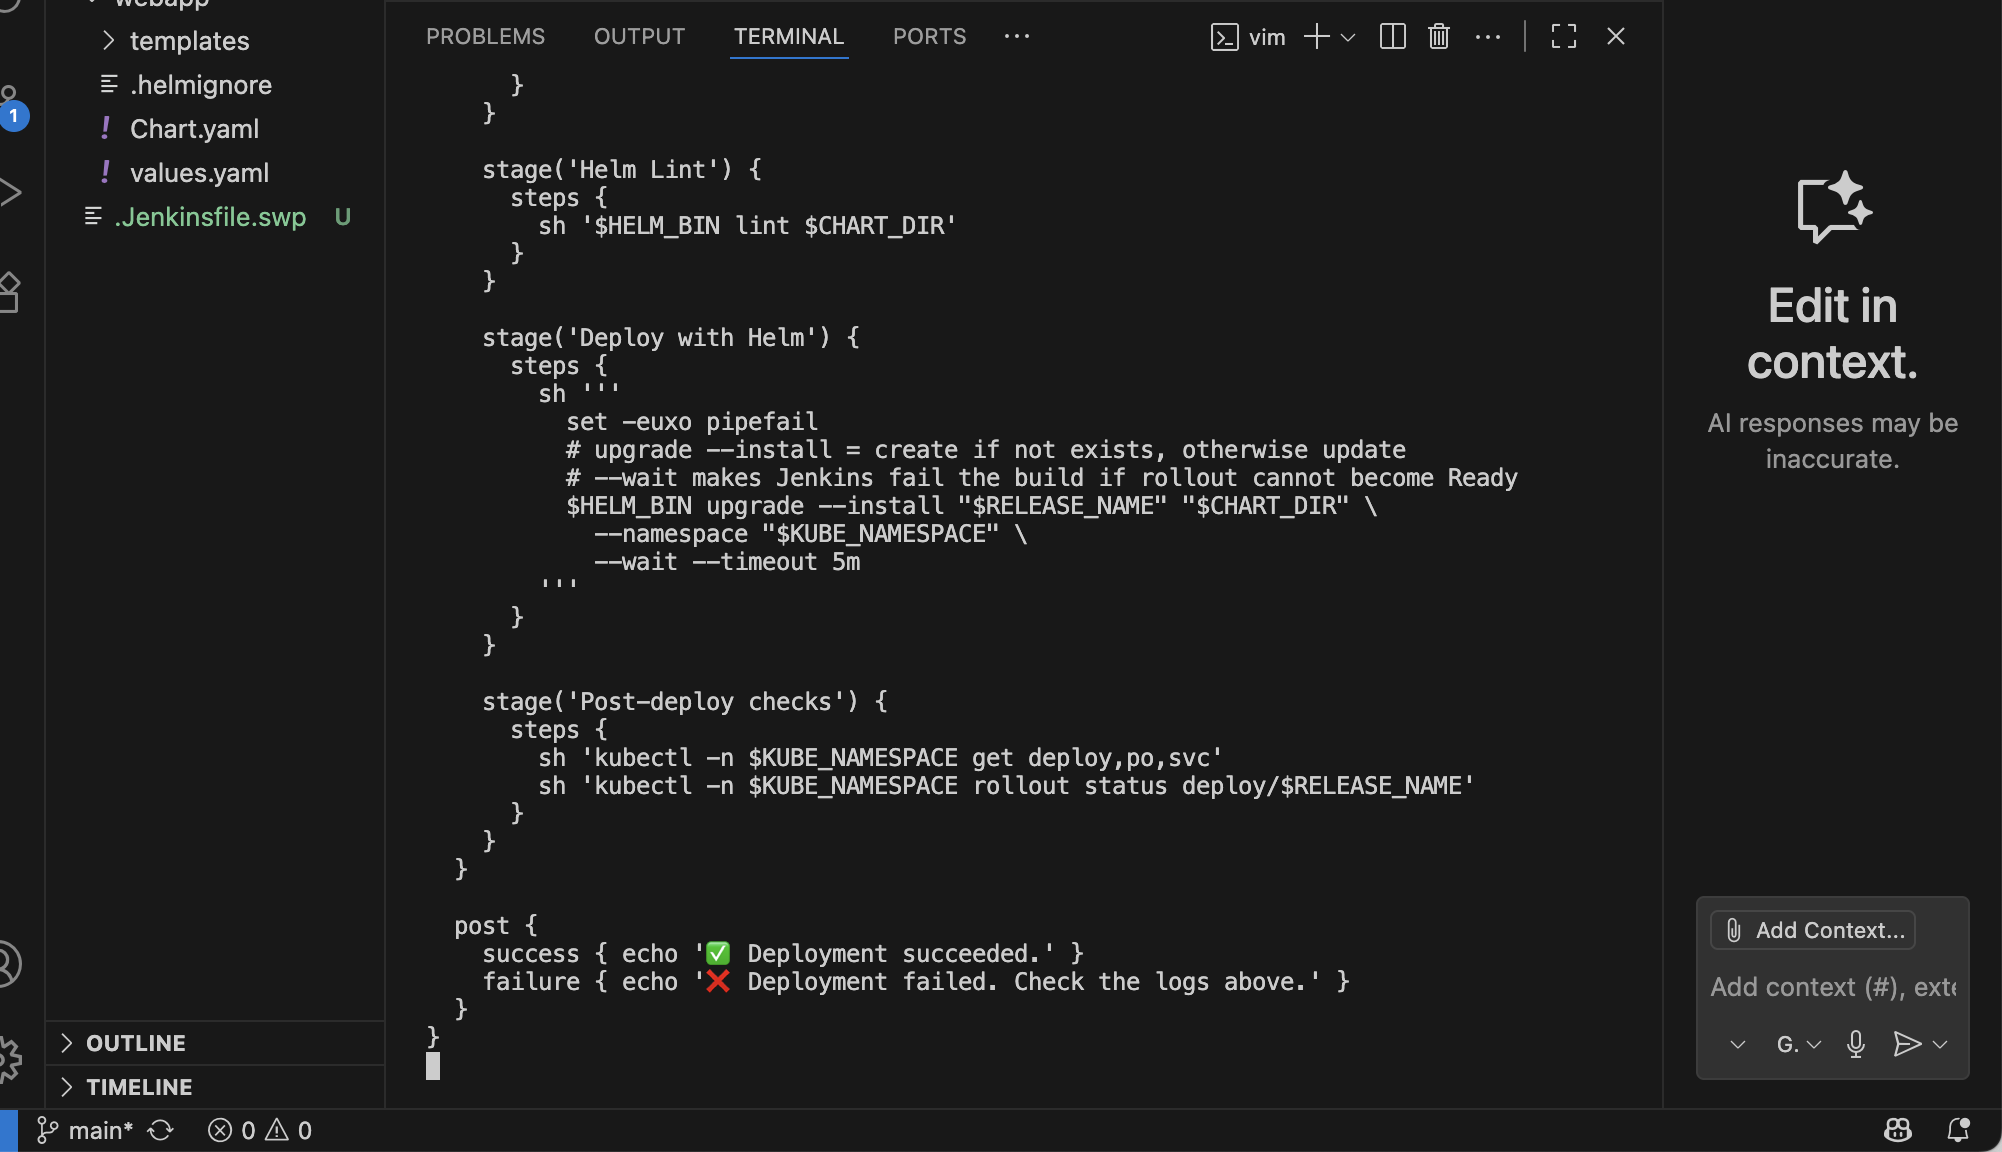 webapp
templates
.helmignore
! Chart.yaml
! values.yaml
.Jenkinsfile.swp U
1
OUTLINE
TIMELINE
PROBLEMS OUTPUT TERMINAL PORTS ··· vim
      }
    }

    stage('Helm Lint') {
      steps {
        sh '$HELM_BIN lint $CHART_DIR'
      }
    }

    stage('Deploy with Helm') {
      steps {
        sh '''
          set -euxo pipefail
          # upgrade --install = create if not exists, otherwise update
          # --wait makes Jenkins fail the build if rollout cannot become Ready
          $HELM_BIN upgrade --install "$RELEASE_NAME" "$CHART_DIR" \
            --namespace "$KUBE_NAMESPACE" \
            --wait --timeout 5m
        '''
      }
    }

    stage('Post-deploy checks') {
      steps {
        sh 'kubectl -n $KUBE_NAMESPACE get deploy,po,svc'
        sh 'kubectl -n $KUBE_NAMESPACE rollout status deploy/$RELEASE_NAME'
      }
    }
  }

  post {
    success { echo '✅ Deployment succeeded.' }
    failure { echo '❌ Deployment failed. Check the logs above.' }
  }
}
Edit in
context.
AI responses may be
inaccurate.
Add Context...
Add context (#), exte
G.
main* 0 0